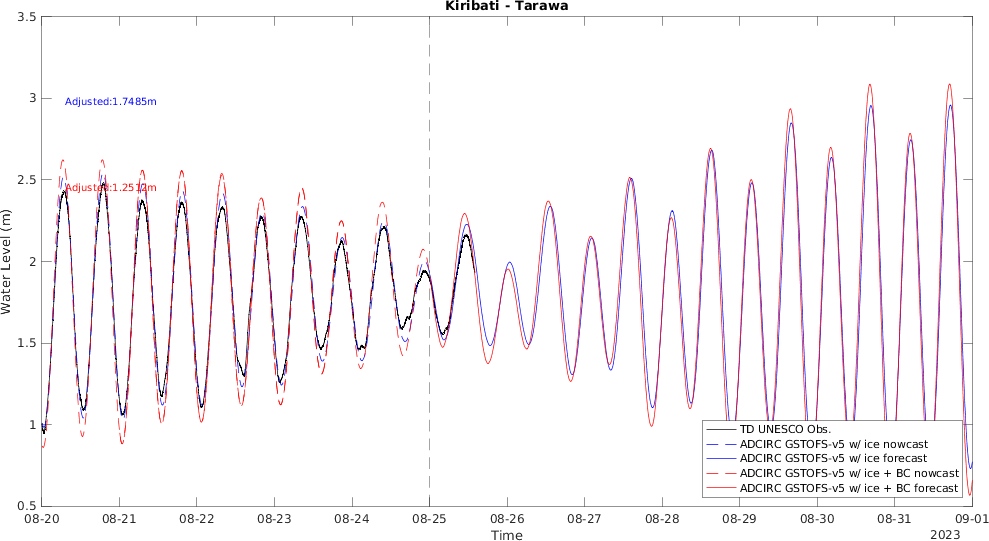 Kiribati - Tarawa
3.5
3
2.5
2
1.5
1
0.5
Water Level (m)
Adjusted:1.7485m
Adjusted:1.2512m
TD UNESCO Obs.
ADCIRC GSTOFS-v5 w/ ice nowcast
ADCIRC GSTOFS-v5 w/ ice forecast
ADCIRC GSTOFS-v5 w/ ice + BC nowcast
ADCIRC GSTOFS-v5 w/ ice + BC forecast
08-20 08-21 08-22 08-23 08-24 08-25 08-26 08-27 08-28 08-29 08-30 08-31 09-01
Time
2023